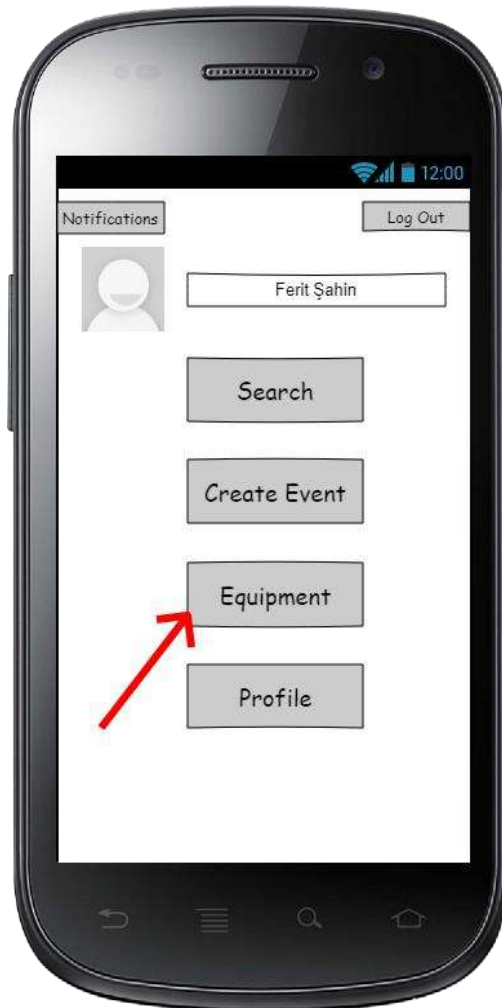 12:00
Notifications
Log Out
Ferit Şahin
Search
Create Event
Equipment
Profile